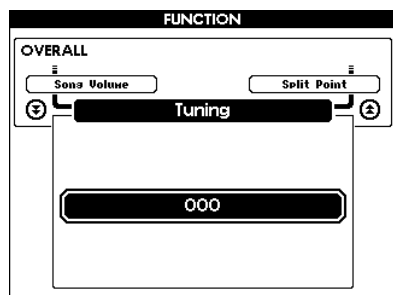 FUNCTION
OVERALL
Song Volume
Split Point
Tuning
000